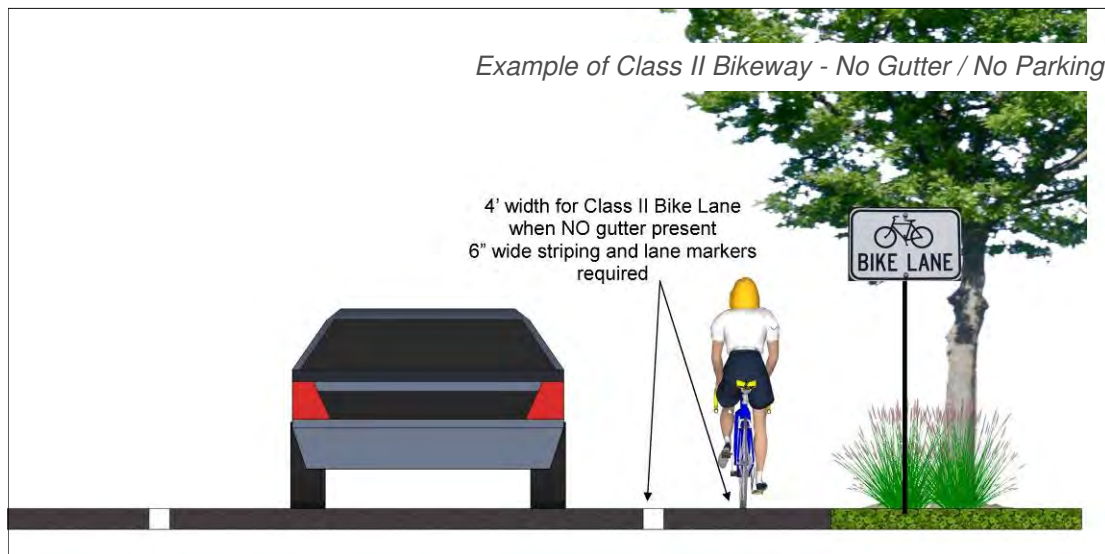 Example of Class II Bikeway - No Gutter / No Parking
4’ width for Class II Bike Lane
when NO gutter present
6” wide striping and lane markers
required
BIKE LANE